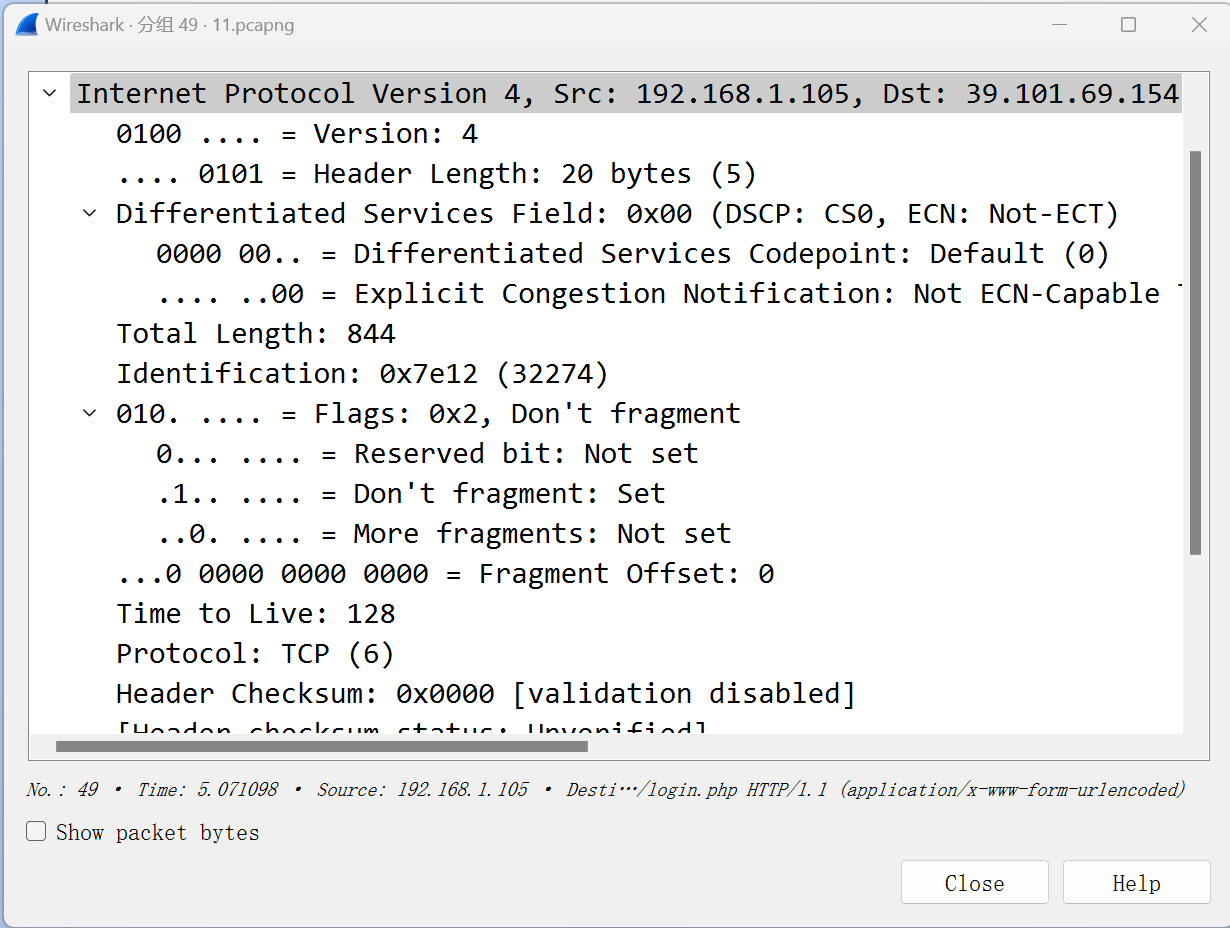 Wireshark · 分组 49 · 11.pcapng
Internet Protocol Version 4, Src: 192.168.1.105, Dst: 39.101.69.154
0100 .... = Version: 4
.... 0101 = Header Length: 20 bytes (5)
Differentiated Services Field: 0x00 (DSCP: CS0, ECN: Not-ECT)
0000 00.. = Differentiated Services Codepoint: Default (0)
.... ..00 = Explicit Congestion Notification: Not ECN-Capable
Total Length: 844
Identification: 0x7e12 (32274)
010. .... = Flags: 0x2, Don't fragment
0... .... = Reserved bit: Not set
.1.. .... = Don't fragment: Set
..0. .... = More fragments: Not set
...0 0000 0000 0000 = Fragment Offset: 0
Time to Live: 128
Protocol: TCP (6)
Header Checksum: 0x0000 [validation disabled]
[Header checksum status: Unverified]
No.: 49 • Time: 5.071098 • Source: 192.168.1.105 • Desti…/login.php HTTP/1.1 (application/x-www-form-urlencoded)
Show packet bytes
Close
Help